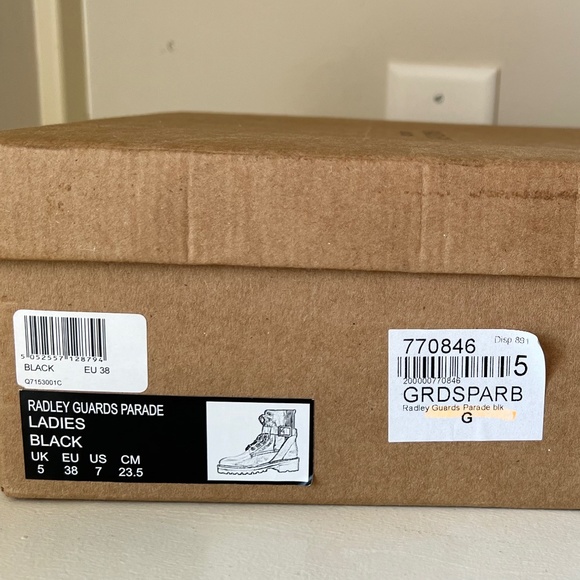 5 052557 128794
BLACK EU 38
Q7153001C
RADLEY GUARDS PARADE
LADIES
BLACK
UK EU US CM
5 38 7 23.5
770846 Disp 891
5
200000770846
GRDSPARB
Radley Guards Parade blk
G